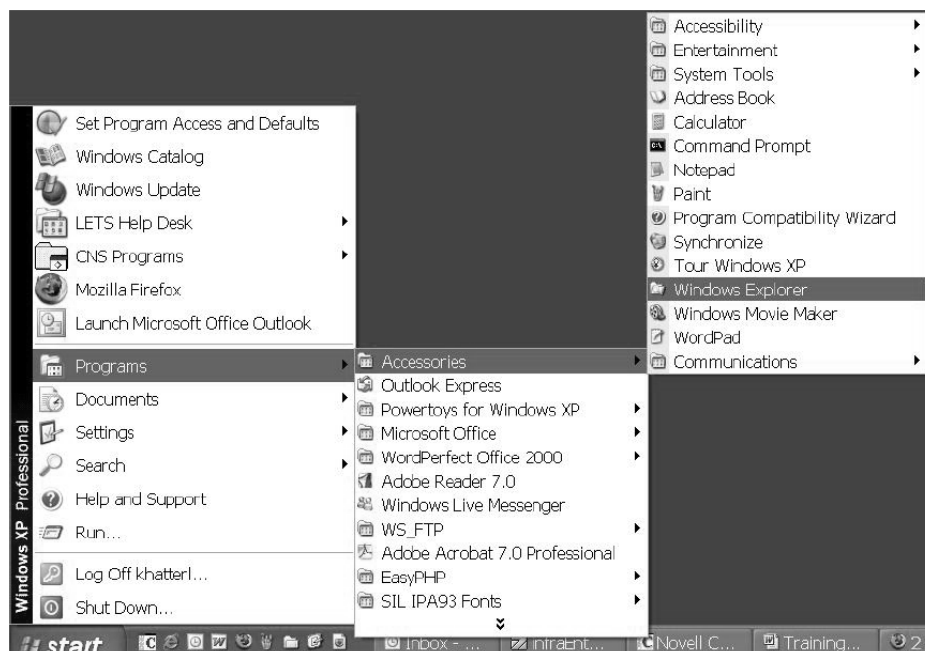 Accessibility
Entertainment
System Tools
Address Book
Calculator
Command Prompt
Notepad
Paint
Program Compatibility Wizard
Synchronize
Tour Windows XP
Windows Explorer
Windows Movie Maker
WordPad
Communications
Set Program Access and Defaults
Windows Catalog
Windows Update
LETS Help Desk
CNS Programs
Mozilla Firefox
Launch Microsoft Office Outlook
Programs
Documents
Settings
Search
Help and Support
Run...
Log Off khatterl...
Shut Down...
Windows XP Professional
Accessories
Outlook Express
Powertoys for Windows XP
Microsoft Office
WordPerfect Office 2000
Adobe Reader 7.0
Windows Live Messenger
WS_FTP
Adobe Acrobat 7.0 Professional
EasyPHP
SIL IPA93 Fonts
start
Inbox - ...
infraEnt...
Novell C...
Training...
2